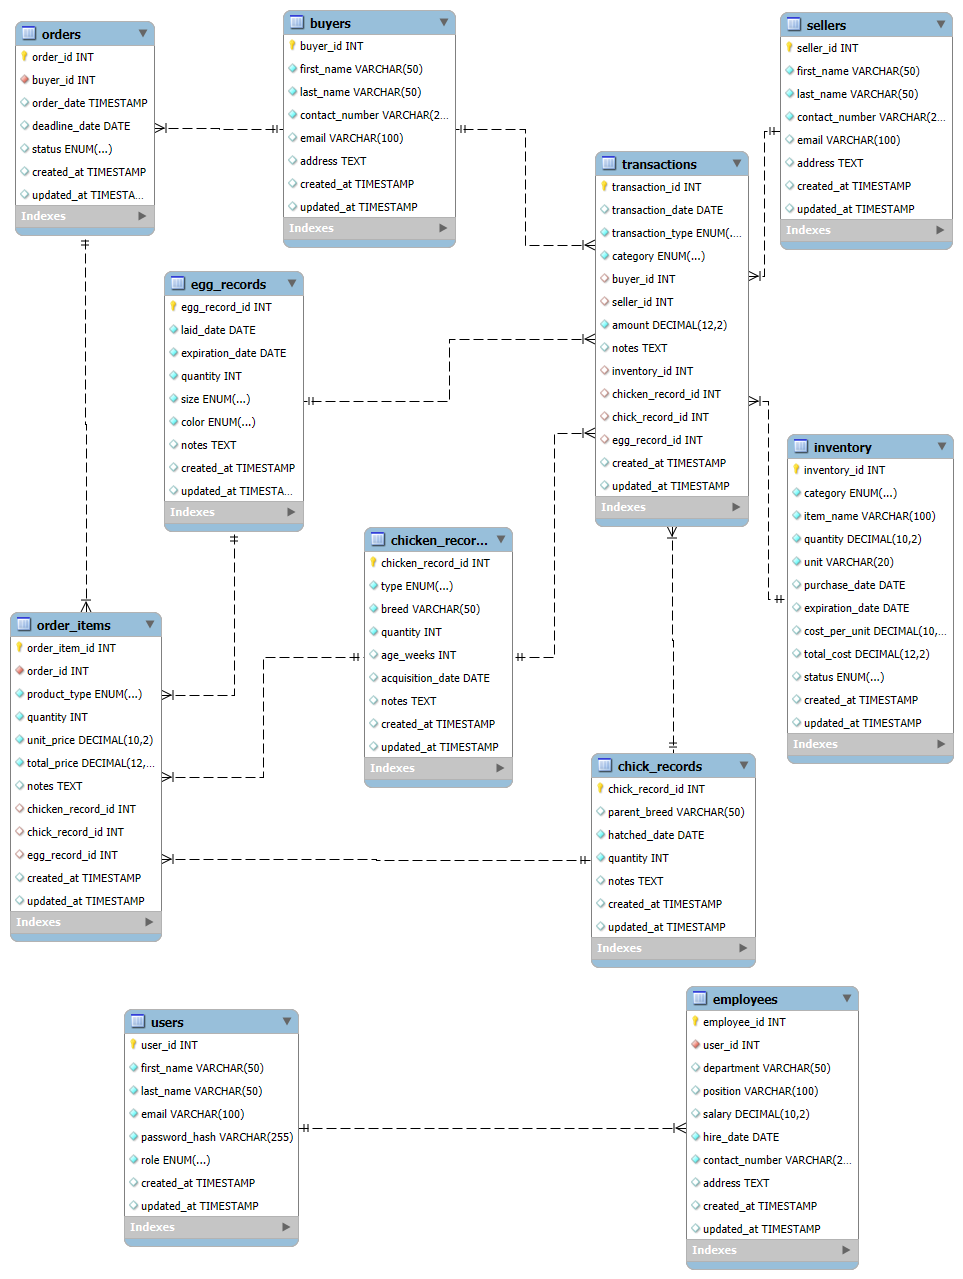 orders
order_id INT
buyer_id INT
order_date TIMESTAMP
deadline_date DATE
status ENUM(...)
created_at TIMESTAMP
updated_at TIMESTA...
Indexes
buyers
buyer_id INT
first_name VARCHAR(50)
last_name VARCHAR(50)
contact_number VARCHAR(2...
email VARCHAR(100)
address TEXT
created_at TIMESTAMP
updated_at TIMESTAMP
Indexes
sellers
seller_id INT
first_name VARCHAR(50)
last_name VARCHAR(50)
contact_number VARCHAR(2...
email VARCHAR(100)
address TEXT
created_at TIMESTAMP
updated_at TIMESTAMP
Indexes
transactions
transaction_id INT
transaction_date DATE
transaction_type ENUM(...
category ENUM(...)
buyer_id INT
seller_id INT
amount DECIMAL(12,2)
notes TEXT
inventory_id INT
chicken_record_id INT
chick_record_id INT
egg_record_id INT
created_at TIMESTAMP
updated_at TIMESTAMP
Indexes
egg_records
egg_record_id INT
laid_date DATE
expiration_date DATE
quantity INT
size ENUM(...)
color ENUM(...)
notes TEXT
created_at TIMESTAMP
updated_at TIMESTA...
Indexes
inventory
inventory_id INT
category ENUM(...)
item_name VARCHAR(100)
quantity DECIMAL(10,2)
unit VARCHAR(20)
purchase_date DATE
expiration_date DATE
cost_per_unit DECIMAL(10,...
total_cost DECIMAL(12,2)
status ENUM(...)
created_at TIMESTAMP
updated_at TIMESTAMP
Indexes
chicken_recor...
chicken_record_id INT
type ENUM(...)
breed VARCHAR(50)
quantity INT
age_weeks INT
acquisition_date DATE
notes TEXT
created_at TIMESTAMP
updated_at TIMESTAMP
Indexes
order_items
order_item_id INT
order_id INT
product_type ENUM(...)
quantity INT
unit_price DECIMAL(10,2)
total_price DECIMAL(12,...
notes TEXT
chicken_record_id INT
chick_record_id INT
egg_record_id INT
created_at TIMESTAMP
updated_at TIMESTAMP
Indexes
chick_records
chick_record_id INT
parent_breed VARCHAR(50)
hatched_date DATE
quantity INT
notes TEXT
created_at TIMESTAMP
updated_at TIMESTAMP
Indexes
users
user_id INT
first_name VARCHAR(50)
last_name VARCHAR(50)
email VARCHAR(100)
password_hash VARCHAR(255)
role ENUM(...)
created_at TIMESTAMP
updated_at TIMESTAMP
Indexes
employees
employee_id INT
user_id INT
department VARCHAR(50)
position VARCHAR(100)
salary DECIMAL(10,2)
hire_date DATE
contact_number VARCHAR(2...
address TEXT
created_at TIMESTAMP
updated_at TIMESTAMP
Indexes